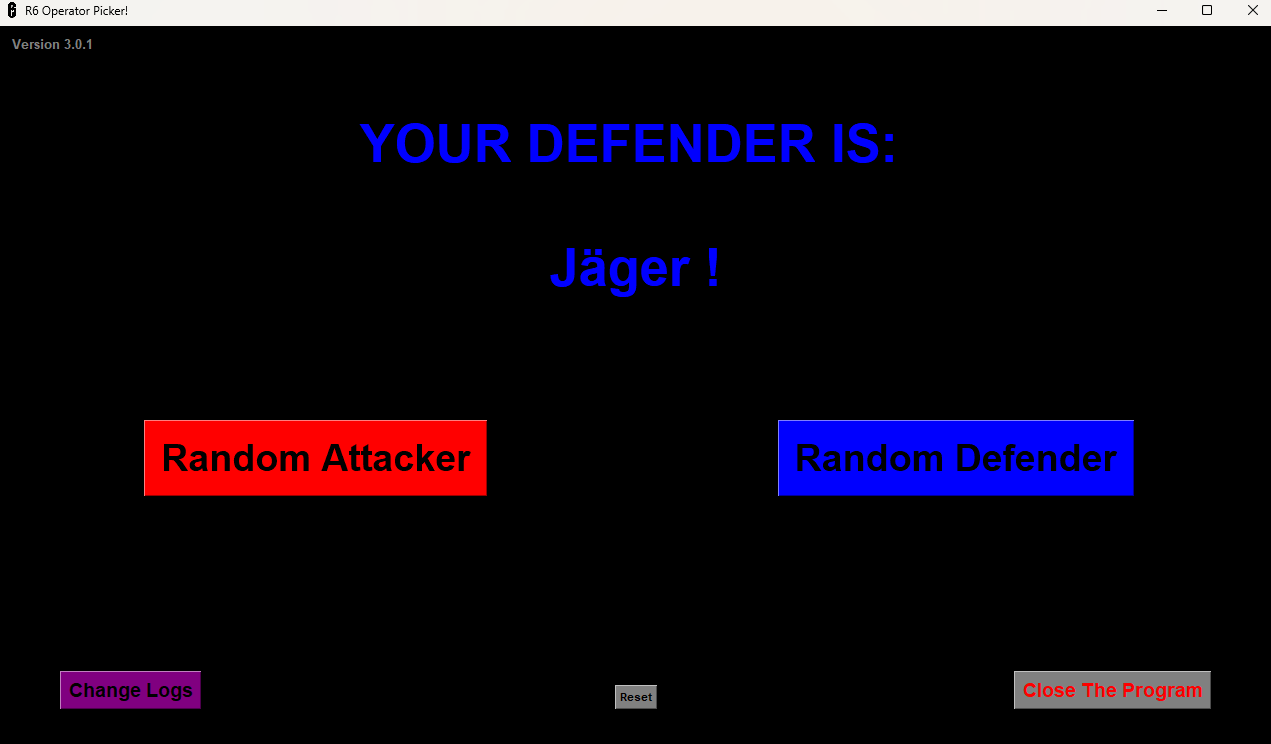 R6 Operator Picker!
Version 3.0.1
YOUR DEFENDER IS:
Jäger !
Random Attacker
Random Defender
Change Logs
Reset
Close The Program